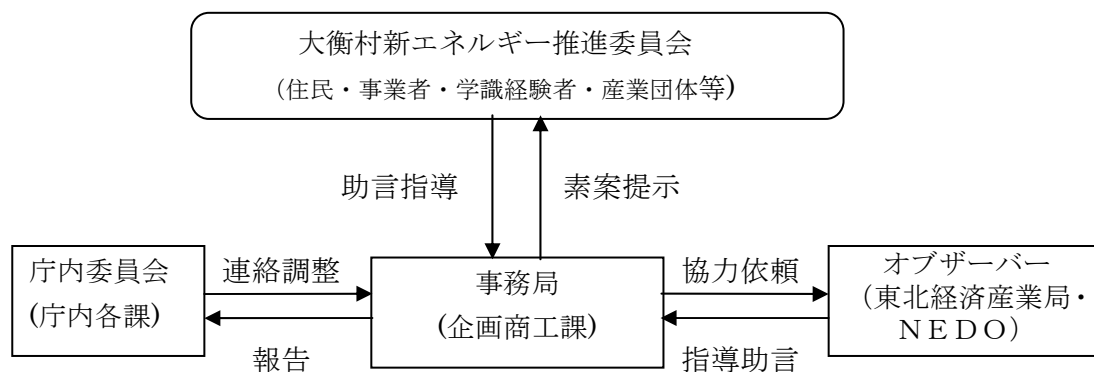 大衡村新エネルギー推進委員会
（住民・事業者・学識経験者・産業団体等）
助言指導
素案提示
庁内委員会
(庁内各課)
連絡調整
報告
事務局
(企画商工課)
協力依頼
指導助言
オブザーバー
（東北経済産業局・
ＮＥＤＯ）